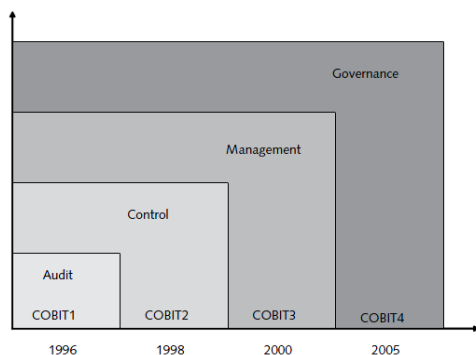 Governance
Management
Control
Audit
COBIT1 COBIT2 COBIT3 COBIT4
1996 1998 2000 2005